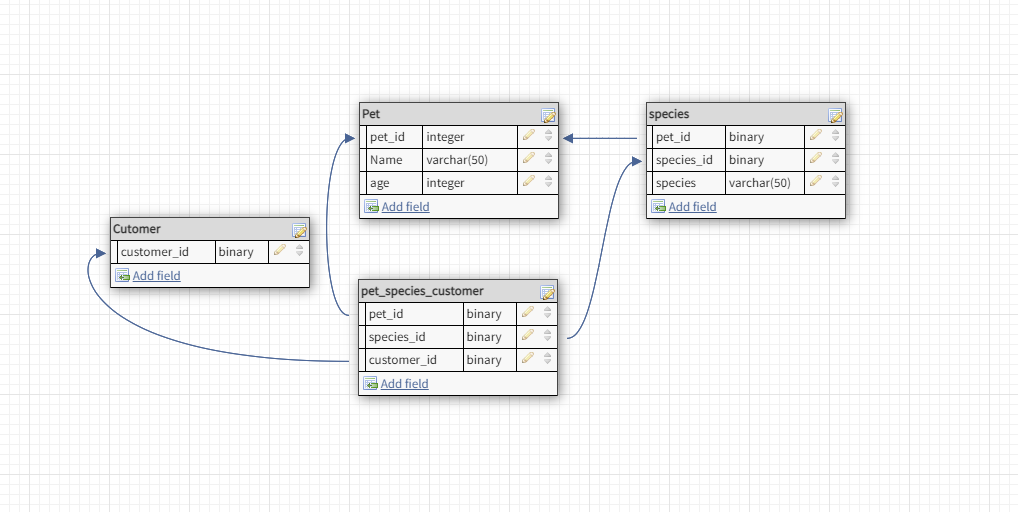 Pet
pet_id integer
Name varchar(50)
age integer
Add field
species
pet_id binary
species_id binary
species varchar(50)
Add field
Cutomer
customer_id binary
Add field
pet_species_customer
pet_id binary
species_id binary
customer_id binary
Add field